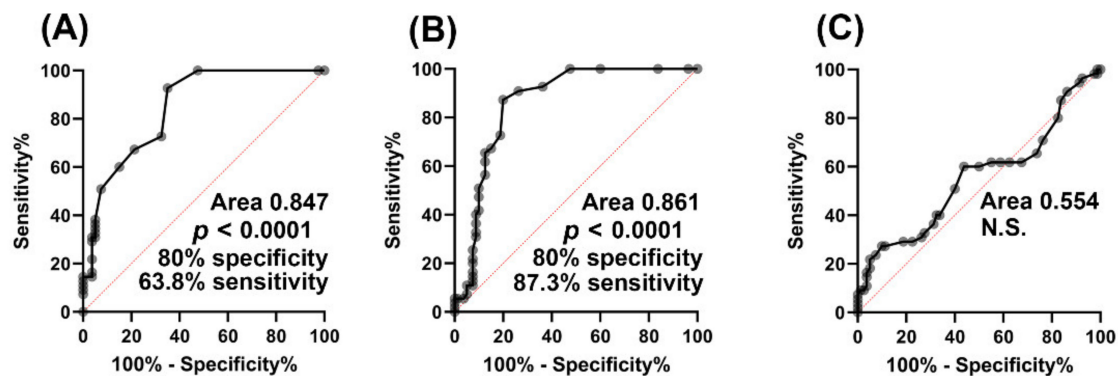 (A)
Sensitivity%
100
80
60
40
20
0
0 20 40 60 80 100
100% - Specificity%
Area 0.847
p < 0.0001
80% specificity
63.8% sensitivity
(B)
Sensitivity%
100
80
60
40
20
0
0 20 40 60 80 100
100% - Specificity%
Area 0.861
p < 0.0001
80% specificity
87.3% sensitivity
(C)
Sensitivity%
100
80
60
40
20
0
0 20 40 60 80 100
100% - Specificity%
Area 0.554
N.S.